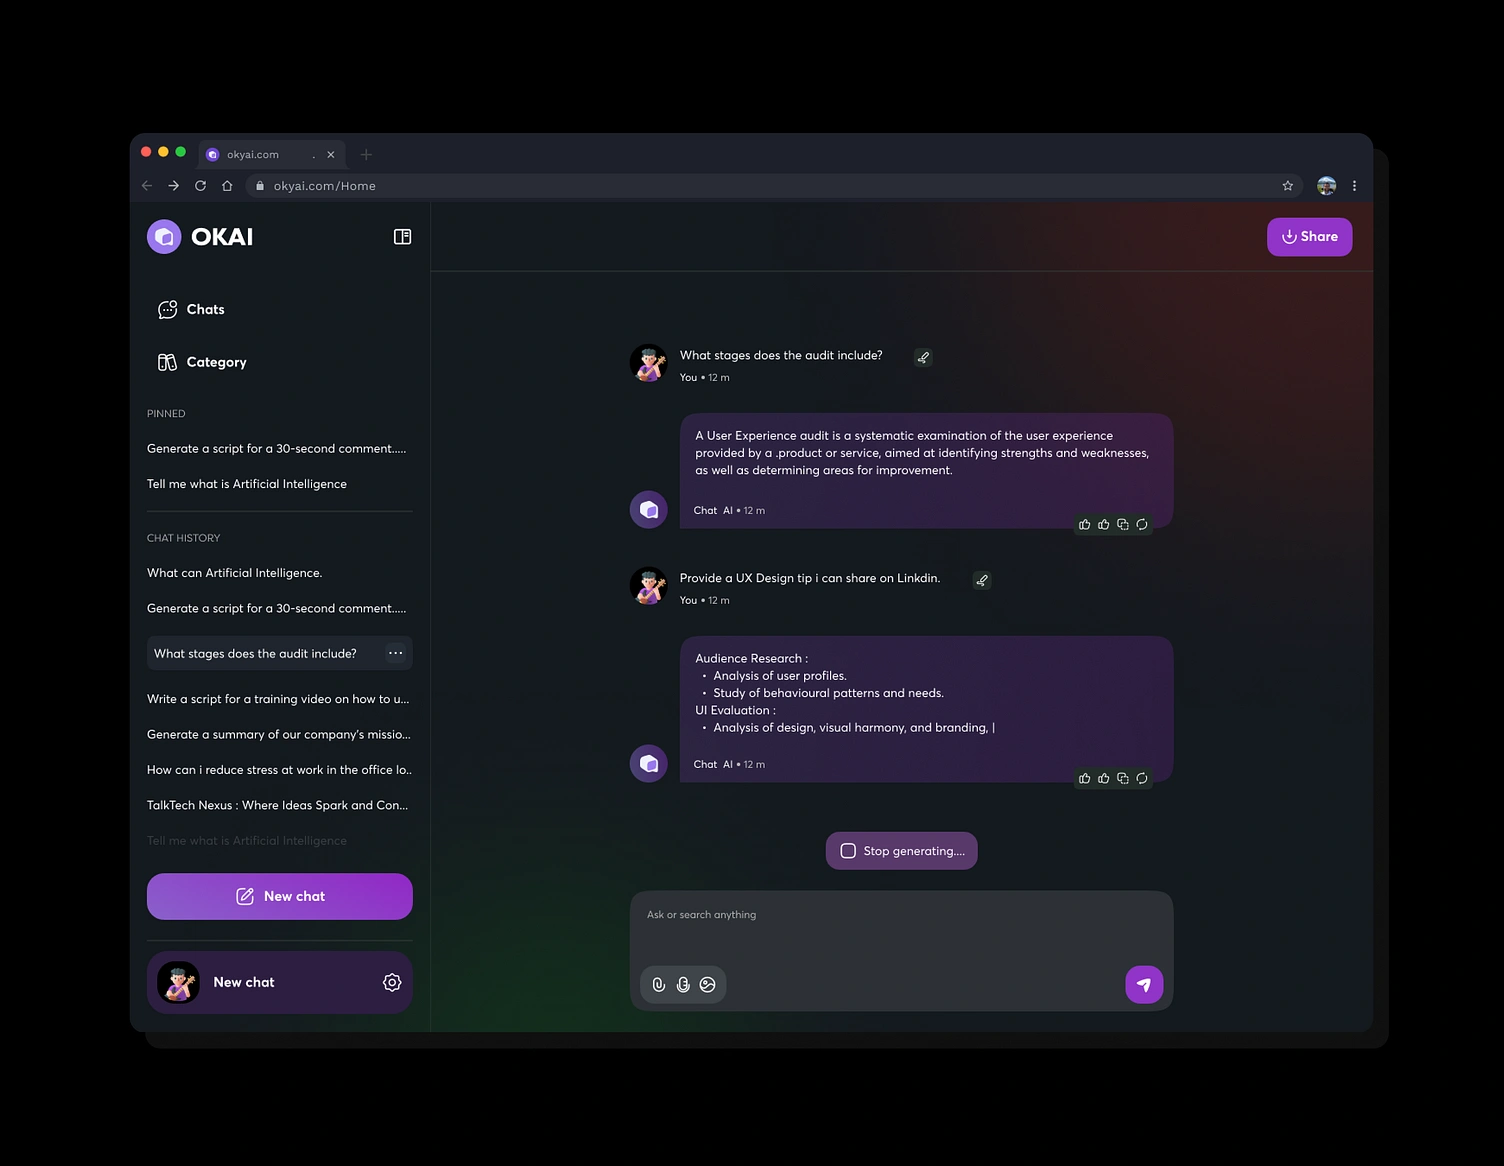 okyai.com
okyai.com/Home
OKAI
Share
Chats
Category
PINNED
Generate a script for a 30-second comment.....
Tell me what is Artificial Intelligence
CHAT HISTORY
What can Artificial Intelligence.
Generate a script for a 30-second comment.....
What stages does the audit include?
Write a script for a training video on how to u...
Generate a summary of our company's missio...
How can i reduce stress at work in the office lo..
TalkTech Nexus : Where Ideas Spark and Con...
Tell me what is Artificial Intelligence
New chat
New chat
What stages does the audit include?
You • 12 m
A User Experience audit is a systematic examination of the user experience
provided by a .product or service, aimed at identifying strengths and weaknesses,
as well as determining areas for improvement.
Chat AI • 12 m
Provide a UX Design tip i can share on Linkdin.
You • 12 m
Audience Research :
• Analysis of user profiles.
• Study of behavioural patterns and needs.
UI Evaluation :
• Analysis of design, visual harmony, and branding, |
Chat AI • 12 m
Stop generating....
Ask or search anything